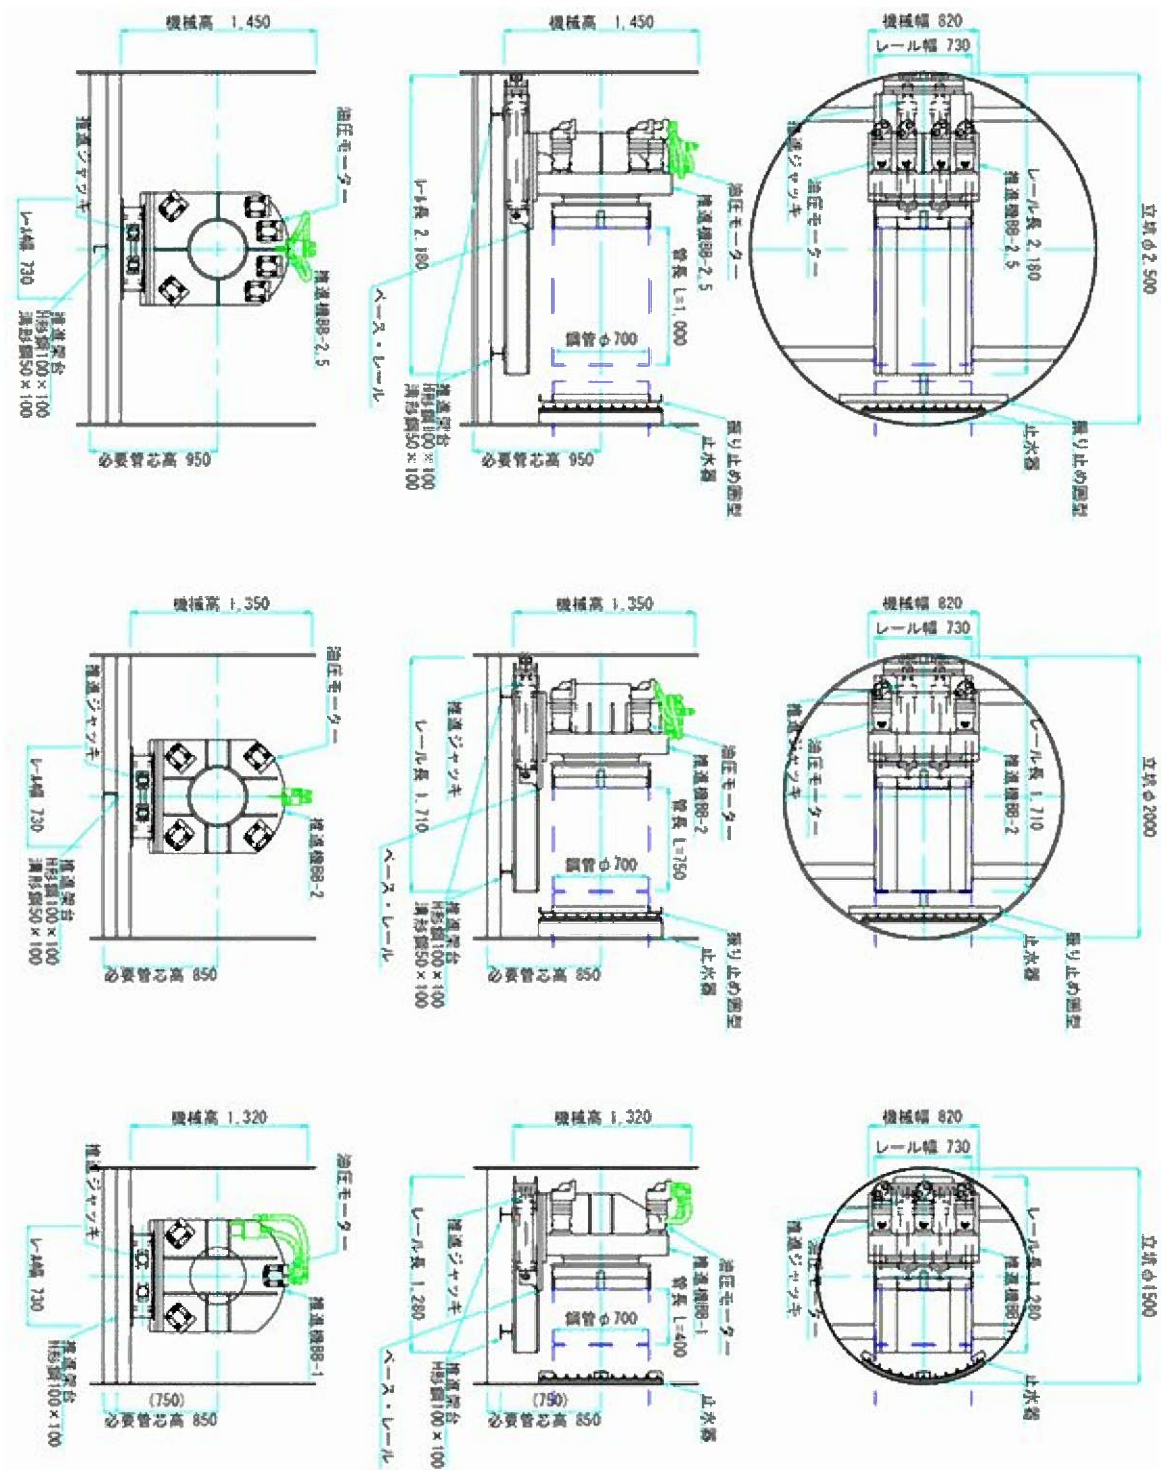 機械高 1,450
油圧モーター
推進ジャッキ
推進機BB-2.5
レール幅 730
推進架台
H形鋼100×100
溝形鋼50×100
必要管芯高 950
機械高 1,450
油圧モーター
推進機BB-2.5
レール長 2,180
管長 L=1,000
ベース・レール
鋼管φ700
推進架台
H形鋼100×100
溝形鋼50×100
止水器
振り止め囲型
必要管芯高 950
機械幅 820
レール幅 730
推進ジャッキ
油圧モーター
推進機BB-2.5
レール長 2,180
立坑φ2,500
止水器
振り止め囲型
機械高 1,350
油圧モーター
推進ジャッキ
推進機BB-2
レール幅 730
推進架台
H形鋼100×100
溝形鋼50×100
必要管芯高 850
機械高 1,350
推進ジャッキ
レール長 1,710
油圧モーター
推進機BB-2
管長 L=750
鋼管φ700
ベース・レール
推進架台
H形鋼100×100
溝形鋼50×100
止水器
振り止め囲型
必要管芯高 850
機械幅 820
レール幅 730
推進ジャッキ
油圧モーター
推進機BB-2
レール長 1,710
立坑φ2000
止水器
振り止め囲型
機械高 1,320
推進ジャッキ
油圧モーター
推進機BB-1
レール幅 730
推進架台
H形鋼100×100
(750)
必要管芯高 850
機械高 1,320
推進ジャッキ
レール長 1,280
油圧モーター
推進機BB-1
管長 L=400
鋼管φ700
ベース・レール
推進架台
H形鋼100×100
止水器
(750)
必要管芯高 850
機械幅 820
レール幅 730
推進ジャッキ
油圧モーター
レール長 1,280
立坑φ1500
止水器